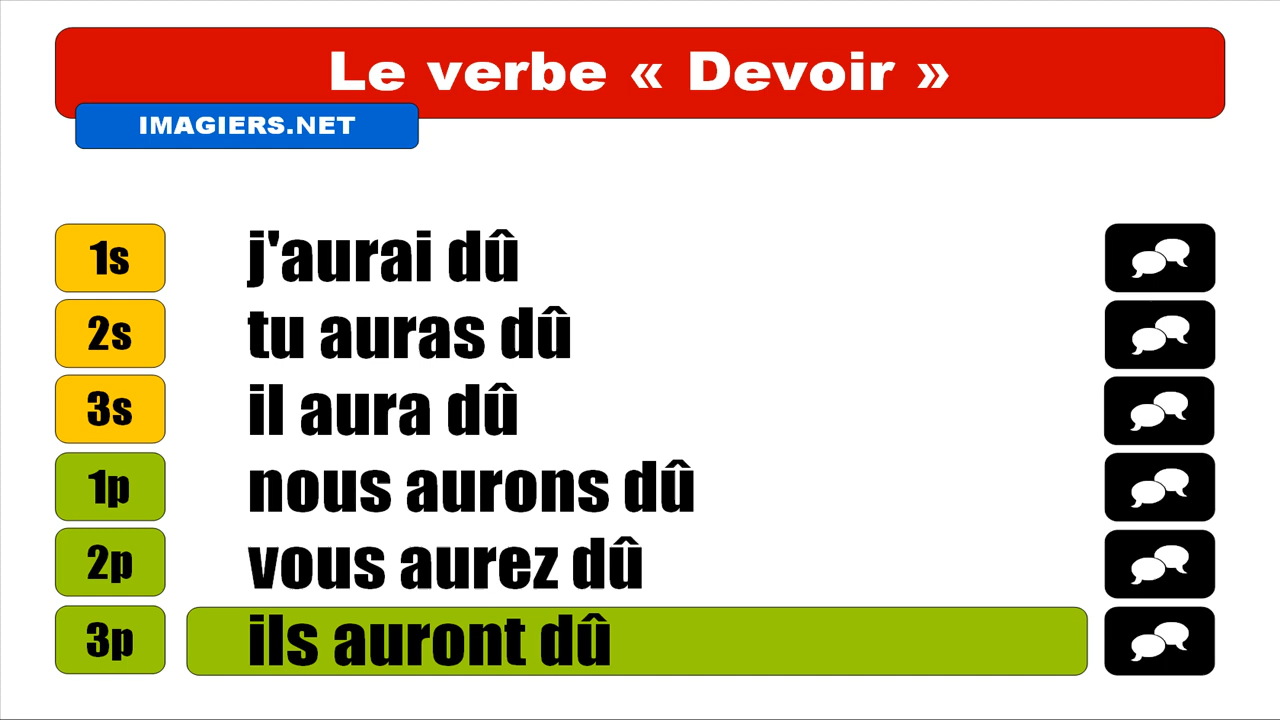 Le verbe « Devoir »
IMAGIERS.NET
1s j'aurai dû
2s tu auras dû
3s il aura dû
1p nous aurons dû
2p vous aurez dû
3p ils auront dû